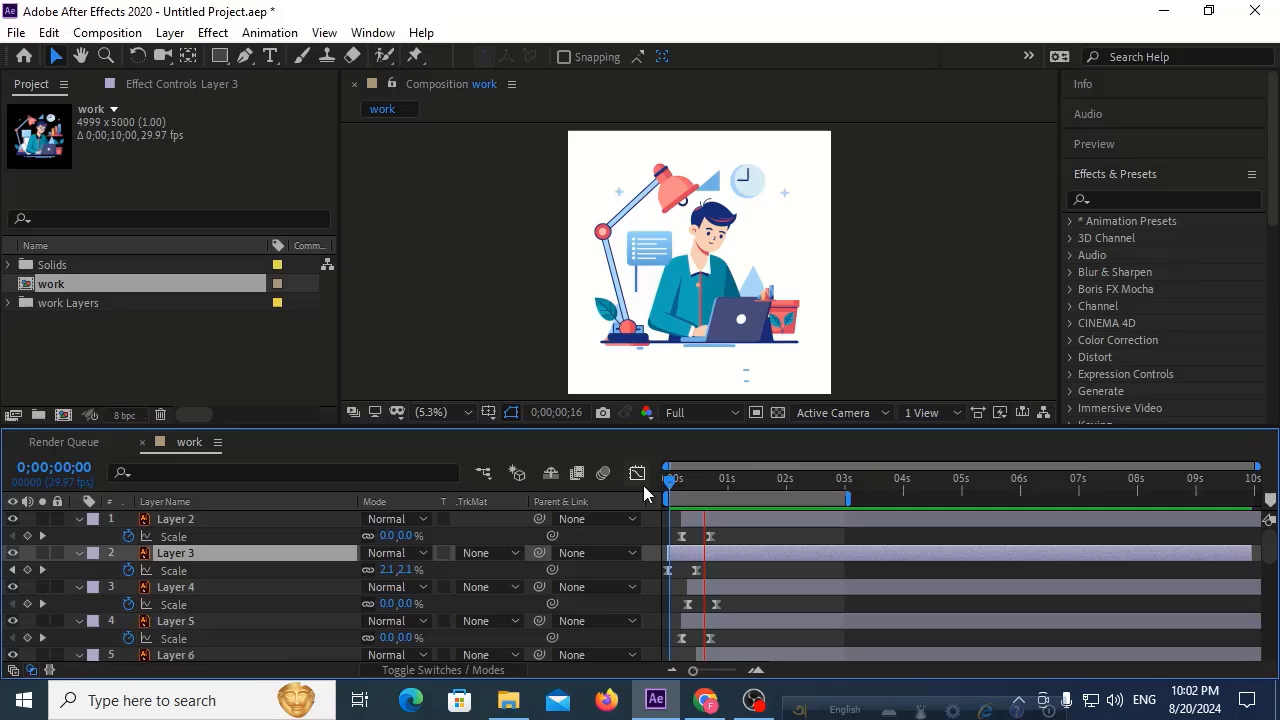 Ae Adobe After Effects 2020 - Untitled Project.aep *
File Edit Composition Layer Effect Animation View Window Help
Snapping
Search Help
Project
Effect Controls Layer 3
Composition work
Info
work
4999 x 5000 (1.00)
Δ 0;00;10;00, 29.97 fps
work
Audio
Preview
Effects & Presets
Name Comm...
Solids
work
work Layers
* Animation Presets
3D Channel
Audio
Blur & Sharpen
Boris FX Mocha
Channel
CINEMA 4D
Color Correction
Distort
Expression Controls
Generate
Immersive Video
8 bpc
(5.3%) 0;00;00;16 Full Active Camera 1 View
Render Queue work
0;00;00;00
00000 (29.97 fps)
00s 01s 02s 03s 04s 05s 06s 07s 08s 09s 10s
# Layer Name Mode T .TrkMat Parent & Link
1 Layer 2 Normal None
Scale 0.0,0.0 %
2 Layer 3 Normal None None
Scale 2.1,2.1 %
3 Layer 4 Normal None None
Scale 0.0,0.0 %
4 Layer 5 Normal None None
Scale 0.0,0.0 %
5 Layer 6 Normal None None
Toggle Switches / Modes
Type here to search
Ae
F
English
ENG
10:02 PM
8/20/2024